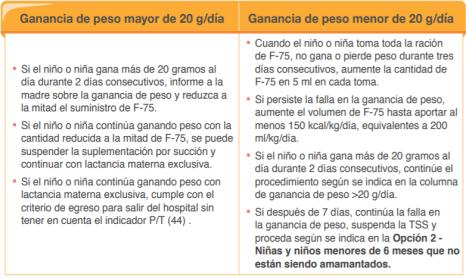 Ganancia de peso mayor de 20 g/día
• Si el niño o niña gana más de 20 gramos al
día durante 2 días consecutivos, informe a la
madre sobre la ganancia de peso y reduzca a
la mitad el suministro de F-75.
• Si el niño o niña continúa ganando peso con la
cantidad reducida a la mitad de F-75, se puede
suspender la suplementación por succión y
continuar con lactancia materna exclusiva.
• Si el niño o niña continúa ganando peso con
lactancia materna exclusiva, cumple con el
criterio de egreso para salir del hospital sin
tener en cuenta el indicador P/T (44) .
Ganancia de peso menor de 20 g/día
• Cuando el niño o niña toma toda la ración
de F-75, no gana o pierde peso durante tres
días consecutivos, aumente la cantidad de
F-75 en 5 ml en cada toma.
• Si persiste la falla en la ganancia de peso,
aumente el volumen de F-75 hasta aportar al
menos 150 kcal/kg/día, equivalentes a 200
ml/kg/día.
• Si el niño o niña gana más de 20 gramos al
día durante 2 días consecutivos, continúe el
procedimiento según se indica en la columna
de ganancia de peso >20 g/día.
• Si después de 7 días, continúa la falla en
la ganancia de peso, suspenda la TSS y
proceda según se indica en la Opción 2 -
Niñas y niños menores de 6 meses que no
están siendo amamantados.